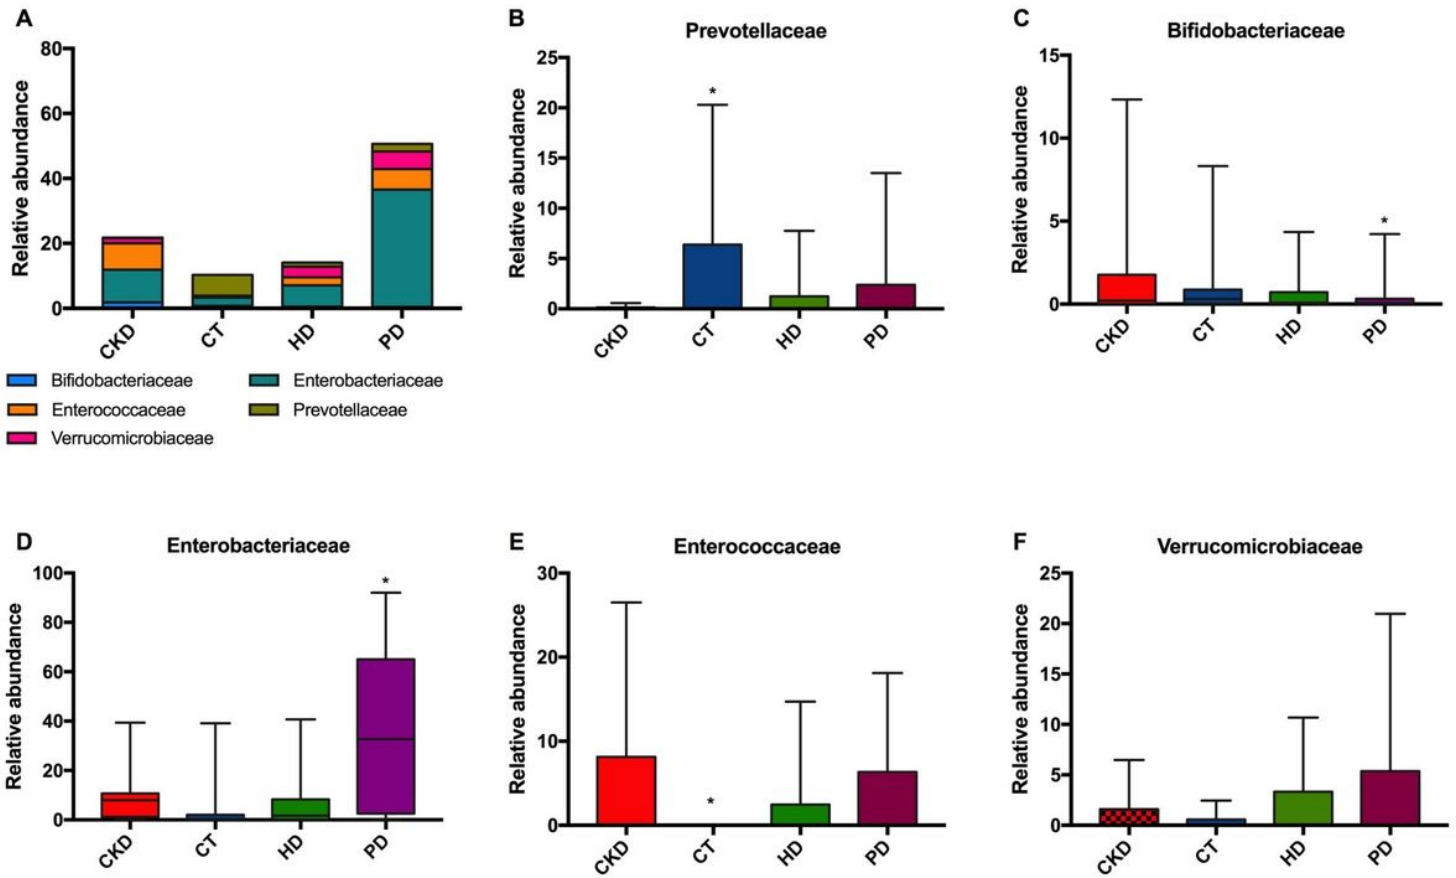 A
80
60
40
20
0
Relative abundance
CKD
CT
HD
PD
Bifidobacteriaceae
Enterobacteriaceae
Enterococcaceae
Prevotellaceae
Verrucomicrobiaceae
B
Prevotellaceae
25
20
15
10
5
0
Relative abundance
*
CKD
CT
HD
PD
C
Bifidobacteriaceae
15
10
5
0
Relative abundance
*
CKD
CT
HD
PD
D
Enterobacteriaceae
100
80
60
40
20
0
Relative abundance
*
CKD
CT
HD
PD
E
Enterococcaceae
30
20
10
0
Relative abundance
*
CKD
CT
HD
PD
F
Verrucomicrobiaceae
25
20
15
10
5
0
Relative abundance
CKD
CT
HD
PD